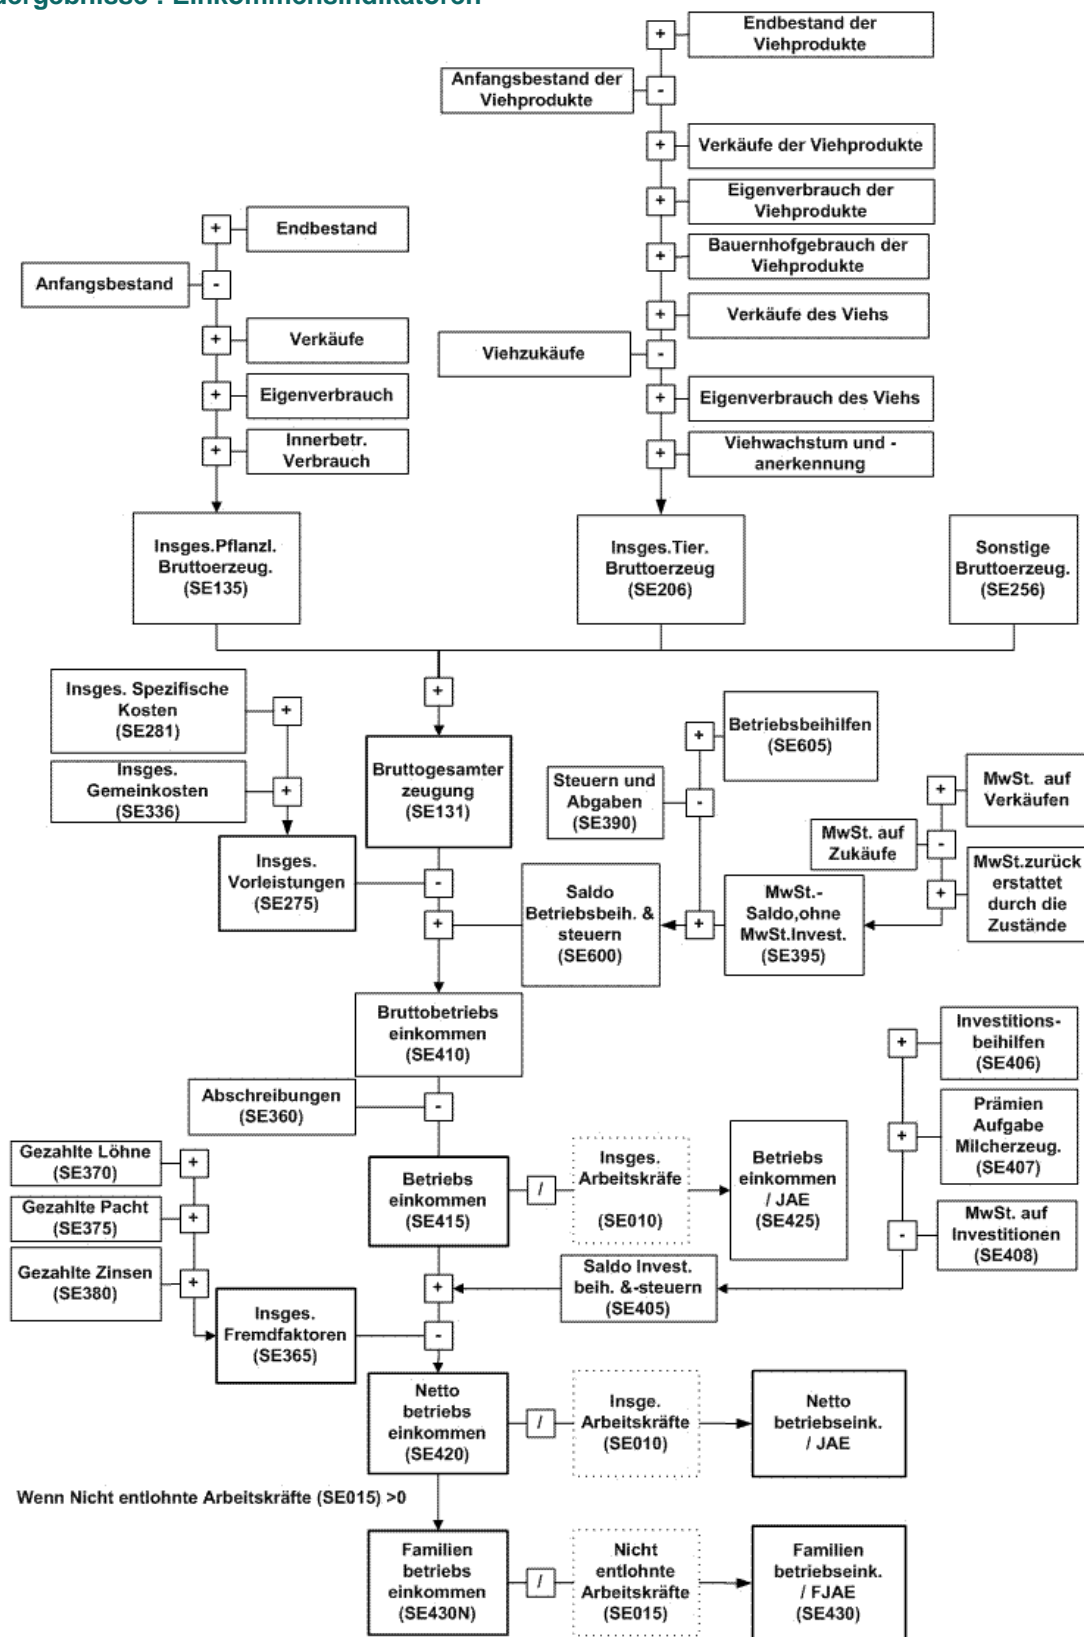 Einkommensindikatoren
+
Endbestand der
Viehprodukte
Anfangsbestand der
Viehprodukte
-
+
Verkäufe der Viehprodukte
+
Eigenverbrauch der
Viehprodukte
+
Endbestand
+
Bauernhofgebrauch der
Viehprodukte
Anfangsbestand
-
+
Verkäufe des Viehs
+
Verkäufe
Viehzukäufe
-
+
Eigenverbrauch
+
Eigenverbrauch des Viehs
+
Innerbetr.
Verbrauch
+
Viehwachstum und -
anerkennung
Insges.Pflanzl.
Bruttoerzeug.
(SE135)
Insges.Tier.
Bruttoerzeug
(SE206)
Sonstige
Bruttoerzeug.
(SE256)
Insges. Spezifische
Kosten
(SE281)
+
+
Insges.
Gemeinkosten
(SE336)
+
Bruttogesamter
zeugung
(SE131)
+
Betriebsbeihilfen
(SE605)
Steuern und
Abgaben
(SE390)
-
+
MwSt. auf
Verkäufen
MwSt. auf
Zukäufe
-
+
MwSt.zurück
erstattet
durch die
Zustände
Insges.
Vorleistungen
(SE275)
-
+
Saldo
Betriebsbeih. &
steuern
(SE600)
+
MwSt.-
Saldo,ohne
MwSt.Invest.
(SE395)
Bruttobetriebs
einkommen
(SE410)
+
Investitions-
beihilfen
(SE406)
Abschreibungen
(SE360)
-
+
Prämien
Aufgabe
Milcherzeug.
(SE407)
Gezahlte Löhne
(SE370)
+
Gezahlte Pacht
(SE375)
+
Gezahlte Zinsen
(SE380)
+
Betriebs
einkommen
(SE415)
/
Insges.
Arbeitskräfe
(SE010)
Betriebs
einkommen
/ JAE
(SE425)
-
MwSt. auf
Investitionen
(SE408)
+
Saldo Invest.
beih. &-steuern
(SE405)
Insges.
Fremdfaktoren
(SE365)
-
Netto
betriebs
einkommen
(SE420)
/
Insge.
Arbeitskräfte
(SE010)
Netto
betriebseink.
/ JAE
Wenn Nicht entlohnte Arbeitskräfte (SE015) >0
Familien
betriebs
einkommen
(SE430N)
/
Nicht
entlohnte
Arbeitskräfte
(SE015)
Familien
betriebseink.
/ FJAE
(SE430)